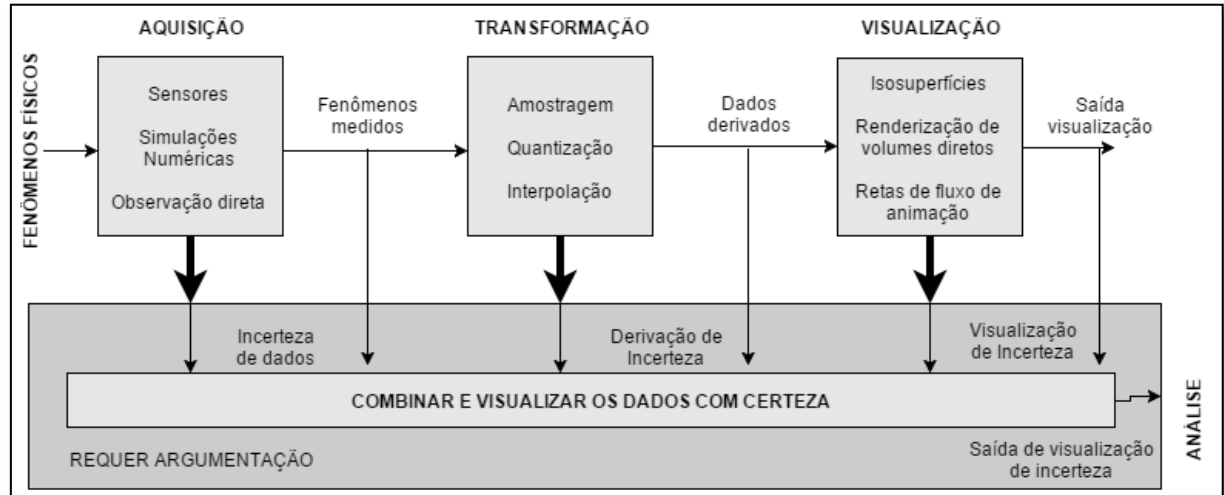 AQUISIÇÃO
TRANSFORMAÇÃO
VISUALIZAÇÃO
FENÔMENOS FÍSICOS
Sensores
Simulações
Numéricas
Observação direta
Fenômenos
medidos
Amostragem
Quantização
Interpolação
Dados
derivados
Isosuperfícies
Renderização de
volumes diretos
Retas de fluxo de
animação
Saída
visualização
Incerteza
de dados
Derivação de
Incerteza
Visualização
de Incerteza
COMBINAR E VISUALIZAR OS DADOS COM CERTEZA
REQUER ARGUMENTAÇÃO
Saída de visualização
de incerteza
ANÁLISE